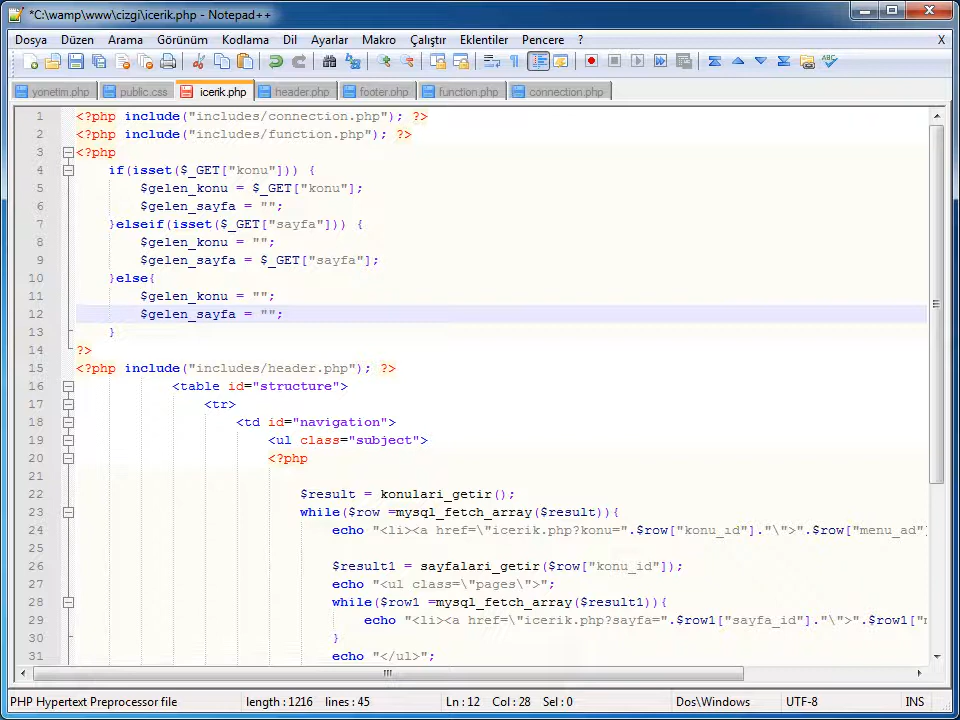 *C:\wamp\www\cizgi\icerik.php - Notepad++
Dosya Düzen Arama Görünüm Kodlama Dil Ayarlar Makro Çalıştır Eklentiler Pencere ? X
yonetim.php public.css icerik.php header.php footer.php function.php connection.php
1 <?php include("includes/connection.php"); ?>
2 <?php include("includes/function.php"); ?>
3 <?php
4 if(isset($_GET["konu"])) {
5 $gelen_konu = $_GET["konu"];
6 $gelen_sayfa = "";
7 }elseif(isset($_GET["sayfa"])) {
8 $gelen_konu = "";
9 $gelen_sayfa = $_GET["sayfa"];
10 }else{
11 $gelen_konu = "";
12 $gelen_sayfa = "";
13 }
14 ?>
15 <?php include("includes/header.php"); ?>
16 <table id="structure">
17 <tr>
18 <td id="navigation">
19 <ul class="subject">
20 <?php
21
22 $result = konulari_getir();
23 while($row =mysql_fetch_array($result)){
24 echo "<li><a href=\"icerik.php?konu=".$row["konu_id"]."\">".$row["menu_ad"]
25
26 $result1 = sayfalari_getir($row["konu_id"]);
27 echo "<ul class=\"pages\">";
28 while($row1 =mysql_fetch_array($result1)){
29 echo "<li><a href=\"icerik.php?sayfa=".$row1["sayfa_id"]."\">".$row1["m
30 }
31 echo "</ul>";
PHP Hypertext Preprocessor file length : 1216 lines : 45 Ln : 12 Col : 28 Sel : 0 Dos\Windows UTF-8 INS